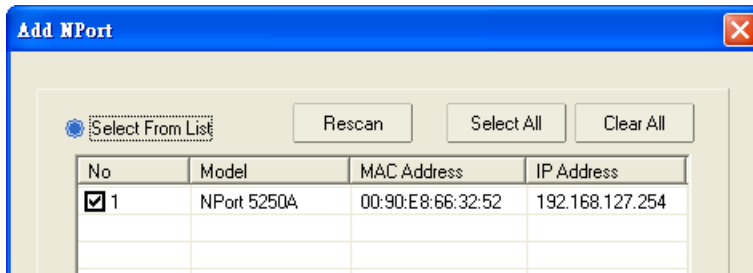 Add NPort
Select From List Rescan Select All Clear All
No Model MAC Address IP Address
1 NPort 5250A 00:90:E8:66:32:52 192.168.127.254